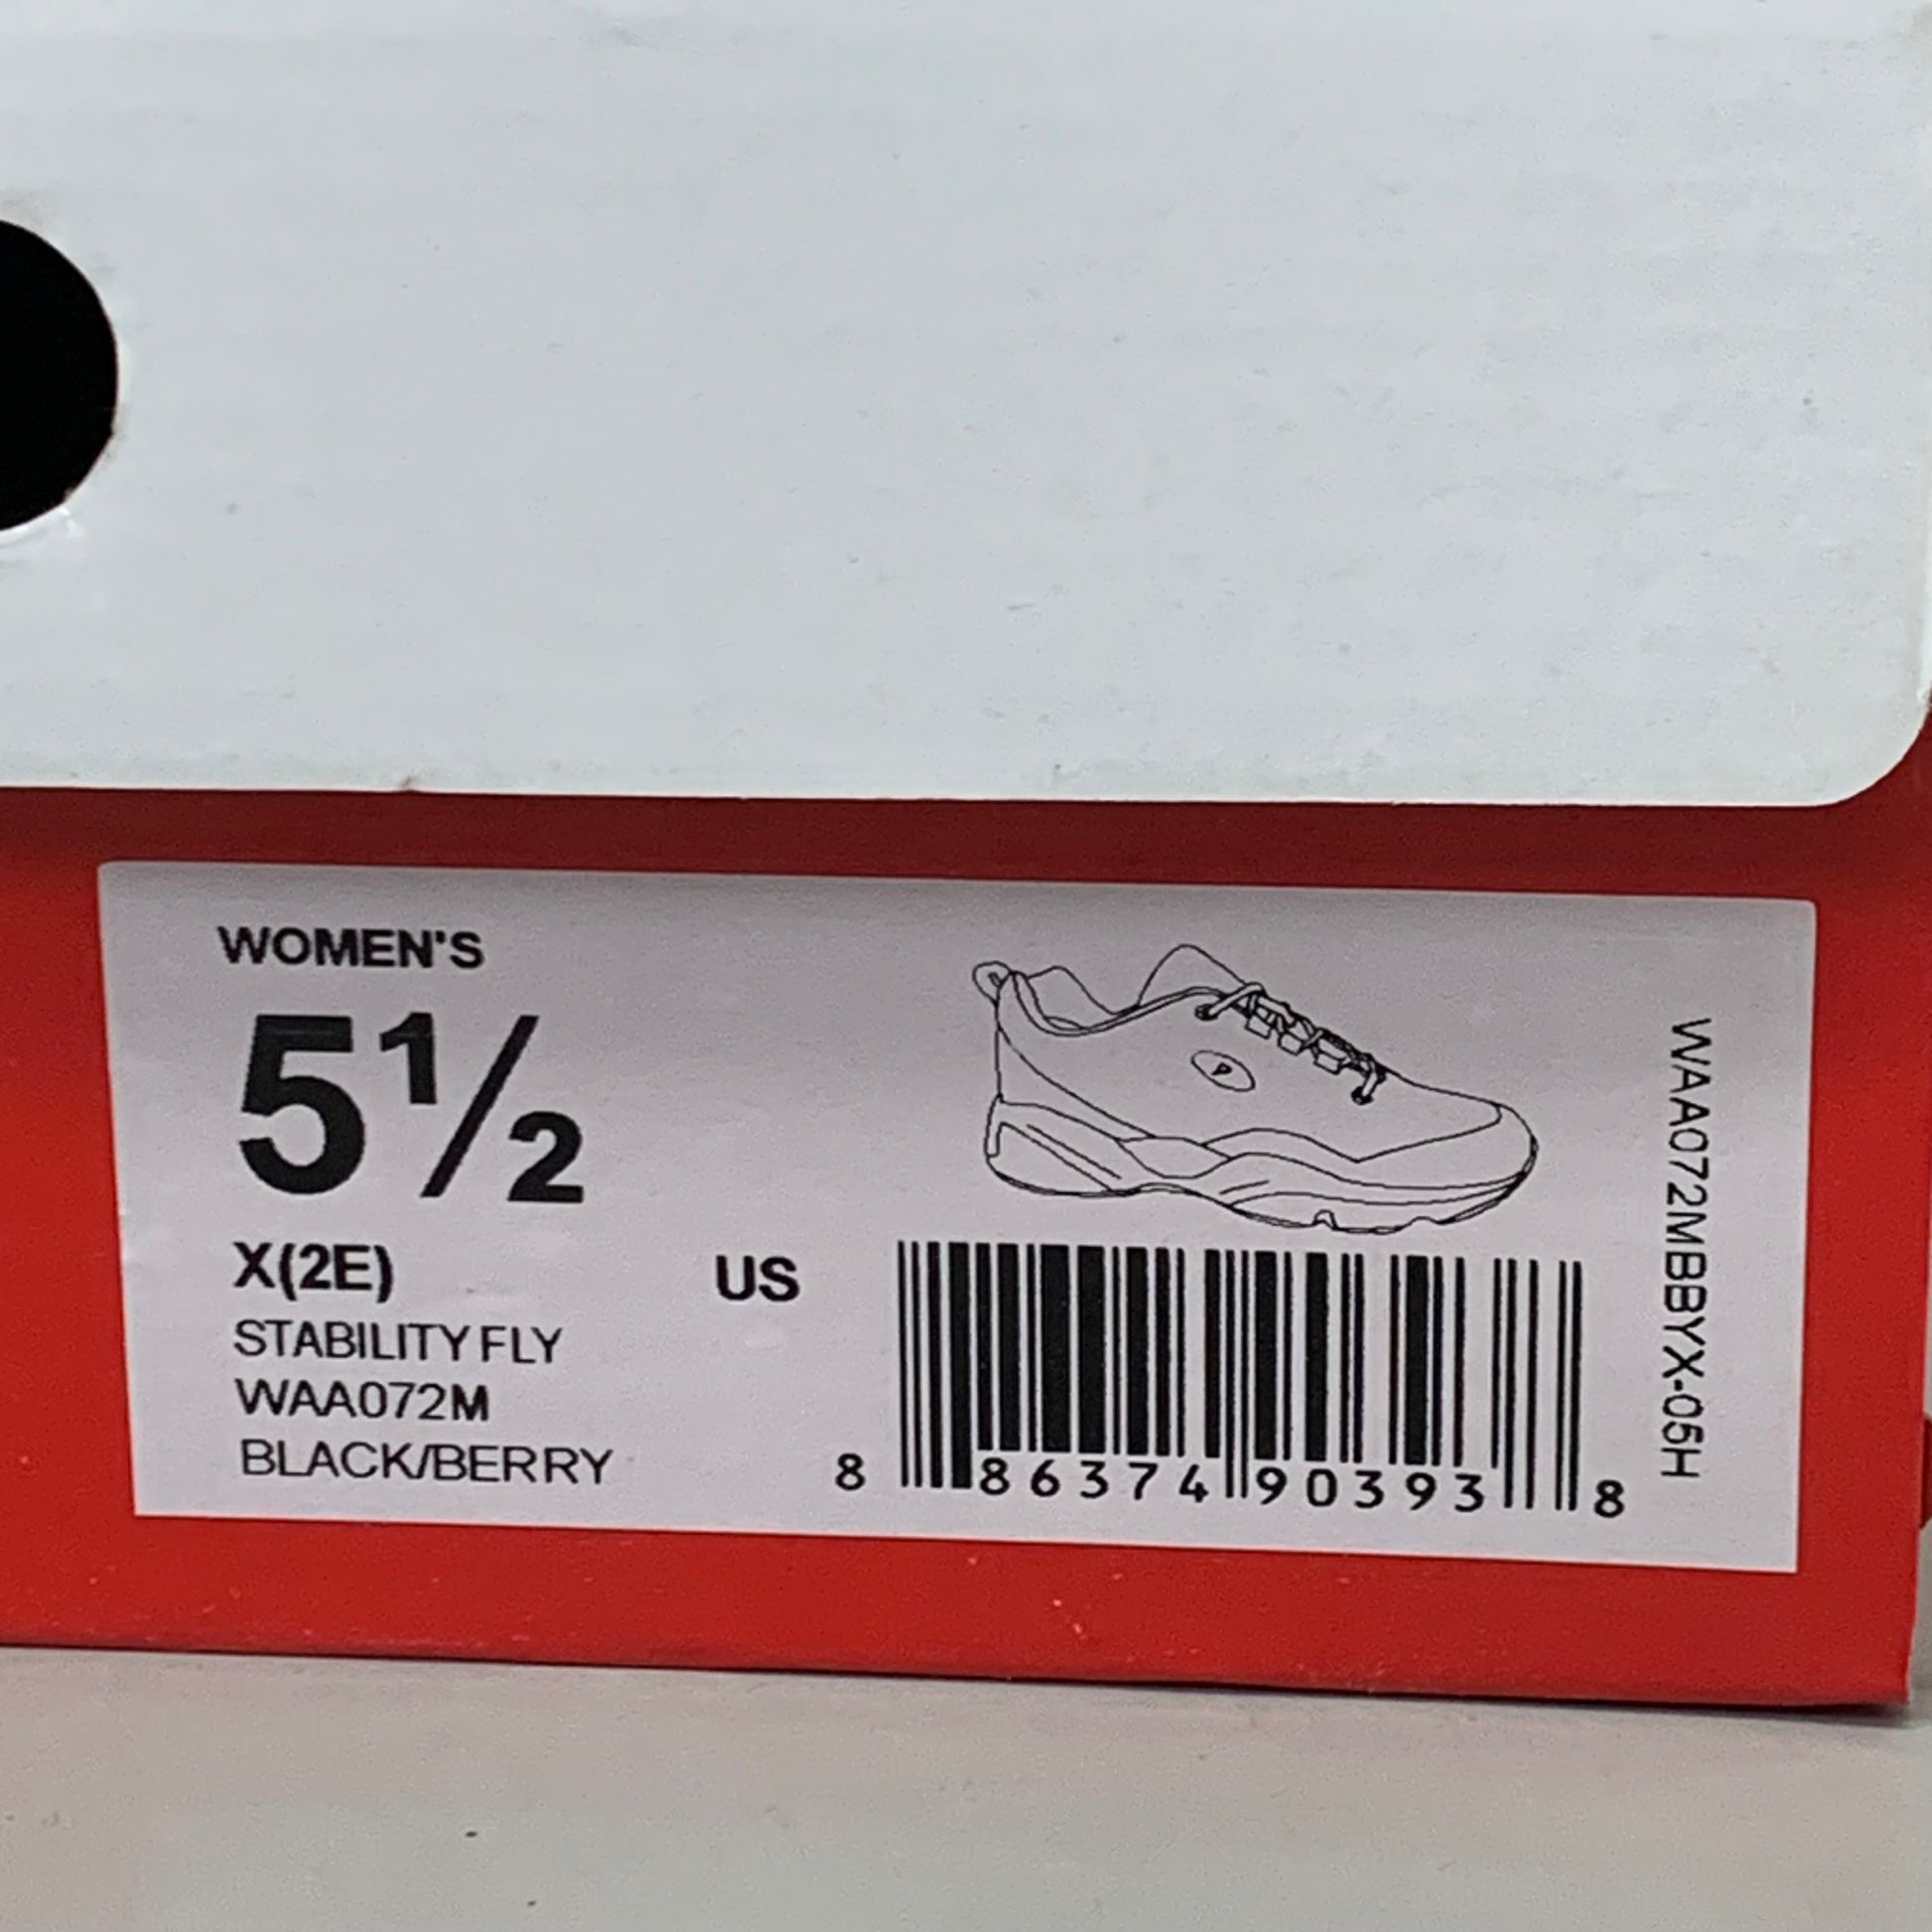 WOMEN'S
5½
X(2E) US
STABILITY FLY
WAA072M
BLACK/BERRY
P
8 86374 90393 8
WAA072MBBYX-05H